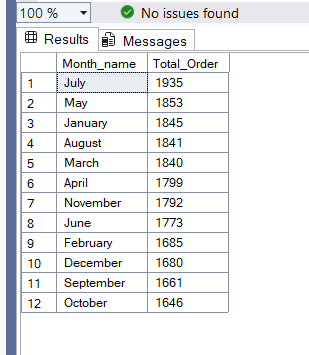 100 % No issues found
Results Messages
Month_name Total_Order
1 July 1935
2 May 1853
3 January 1845
4 August 1841
5 March 1840
6 April 1799
7 November 1792
8 June 1773
9 February 1685
10 December 1680
11 September 1661
12 October 1646